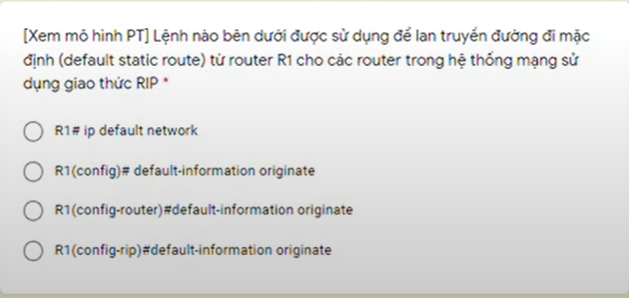 [Xem mô hình PT] Lệnh nào bên dưới được sử dụng để lan truyền đường đi mặc
định (default static route) từ router R1 cho các router trong hệ thống mạng sử
dụng giao thức RIP *
R1# ip default network
R1(config)# default-information originate
R1(config-router)#default-information originate
R1(config-rip)#default-information originate